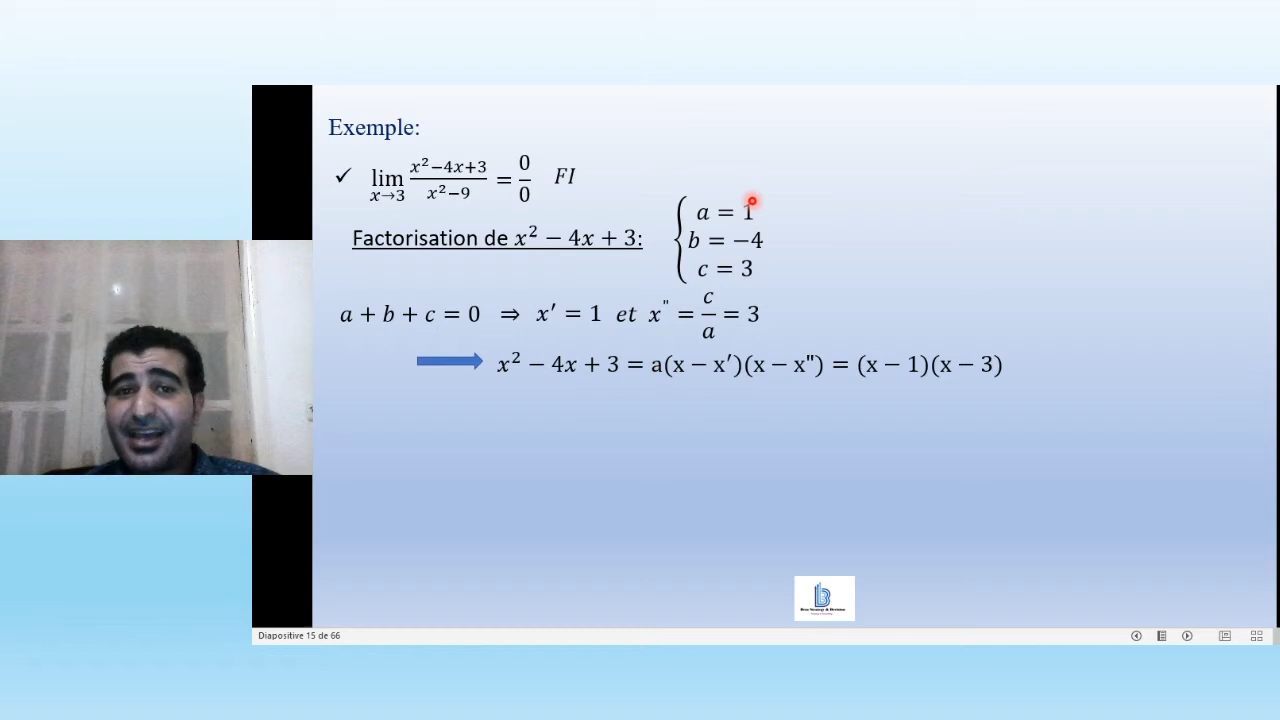 Exemple:
✓ lim x→3 x²−4x+3 / x²−9 = 0/0 FI
Factorisation de x² − 4x + 3:
{ a = 1
b = −4
c = 3
a + b + c = 0 ⇒ x′ = 1 et x" = c/a = 3
x² − 4x + 3 = a(x − x′)(x − x") = (x − 1)(x − 3)
Diapositive 15 de 66